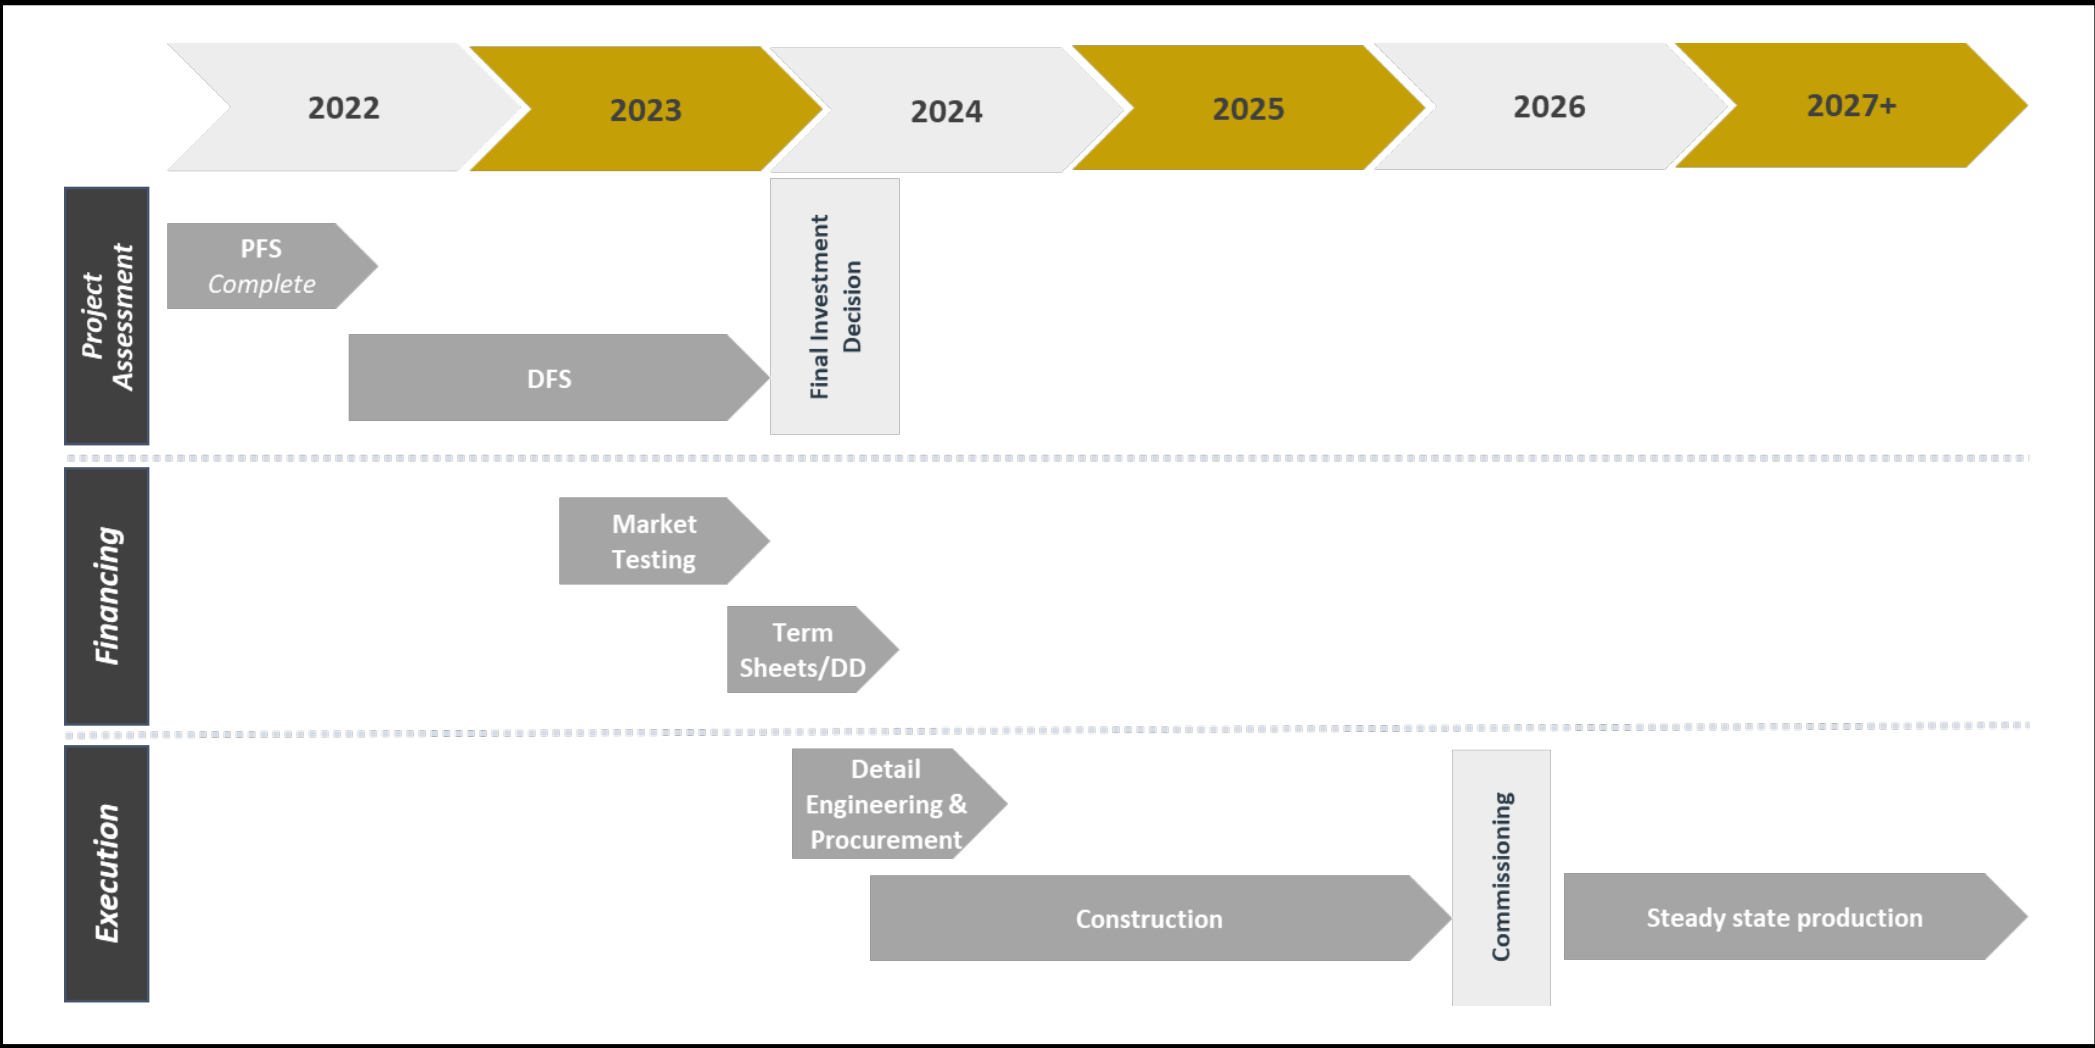 2022
2023
2024
2025
2026
2027+
Project
Assessment
PFS
Complete
DFS
Final Investment
Decision
Financing
Market
Testing
Term
Sheets/DD
Execution
Detail
Engineering &
Procurement
Construction
Commissioning
Steady state production